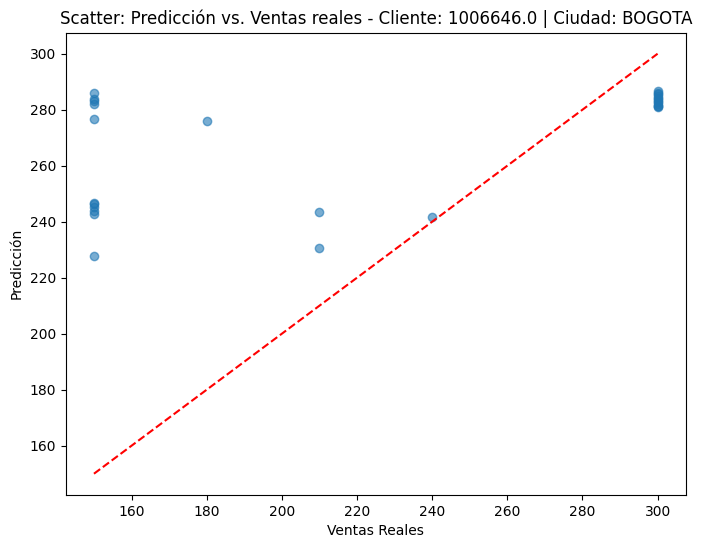 Scatter: Predicción vs. Ventas reales - Cliente: 1006646.0 | Ciudad: BOGOTA
300
280
260
240
220
200
180
160
Predicción
160 180 200 220 240 260 280 300
Ventas Reales